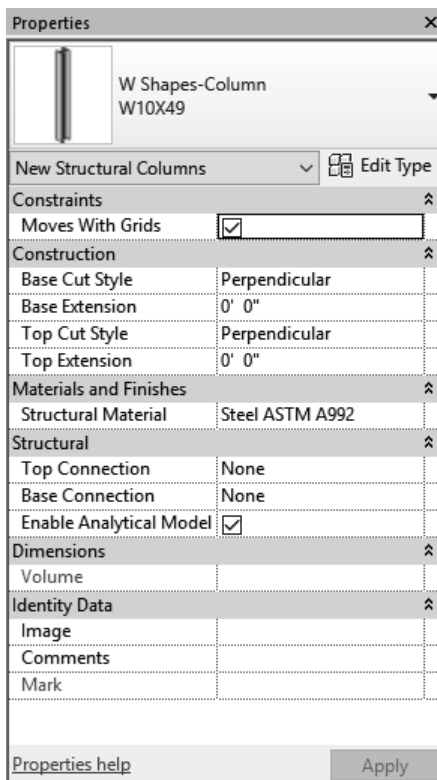 Properties
W Shapes-Column
W10X49
New Structural Columns Edit Type
Constraints
Moves With Grids
Construction
Base Cut Style Perpendicular
Base Extension 0'  0"
Top Cut Style Perpendicular
Top Extension 0'  0"
Materials and Finishes
Structural Material Steel ASTM A992
Structural
Top Connection None
Base Connection None
Enable Analytical Model
Dimensions
Volume
Identity Data
Image
Comments
Mark
Properties help Apply